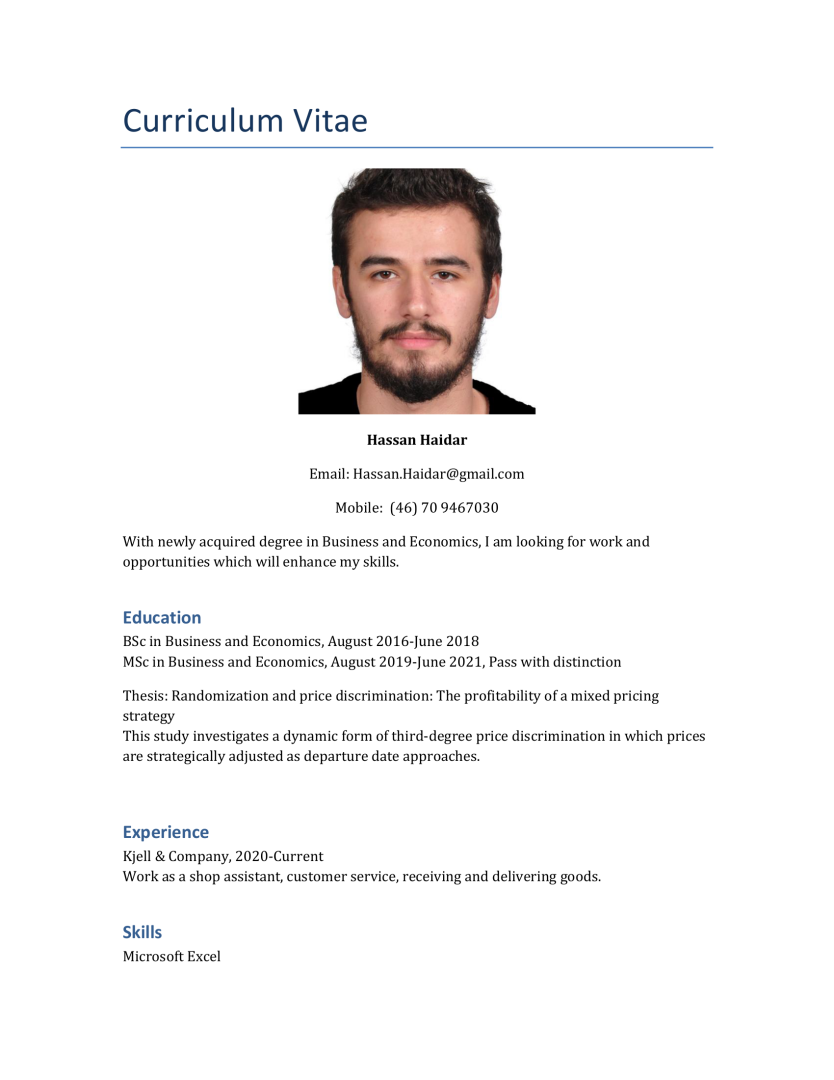 Curriculum Vitae
Hassan Haidar
Email: Hassan.Haidar@gmail.com
Mobile:  (46) 70 9467030
With newly acquired degree in Business and Economics, I am looking for work and
opportunities which will enhance my skills.
Education
BSc in Business and Economics, August 2016-June 2018
MSc in Business and Economics, August 2019-June 2021, Pass with distinction
Thesis: Randomization and price discrimination: The profitability of a mixed pricing
strategy
This study investigates a dynamic form of third-degree price discrimination in which prices
are strategically adjusted as departure date approaches.
Experience
Kjell & Company, 2020-Current
Work as a shop assistant, customer service, receiving and delivering goods.
Skills
Microsoft Excel